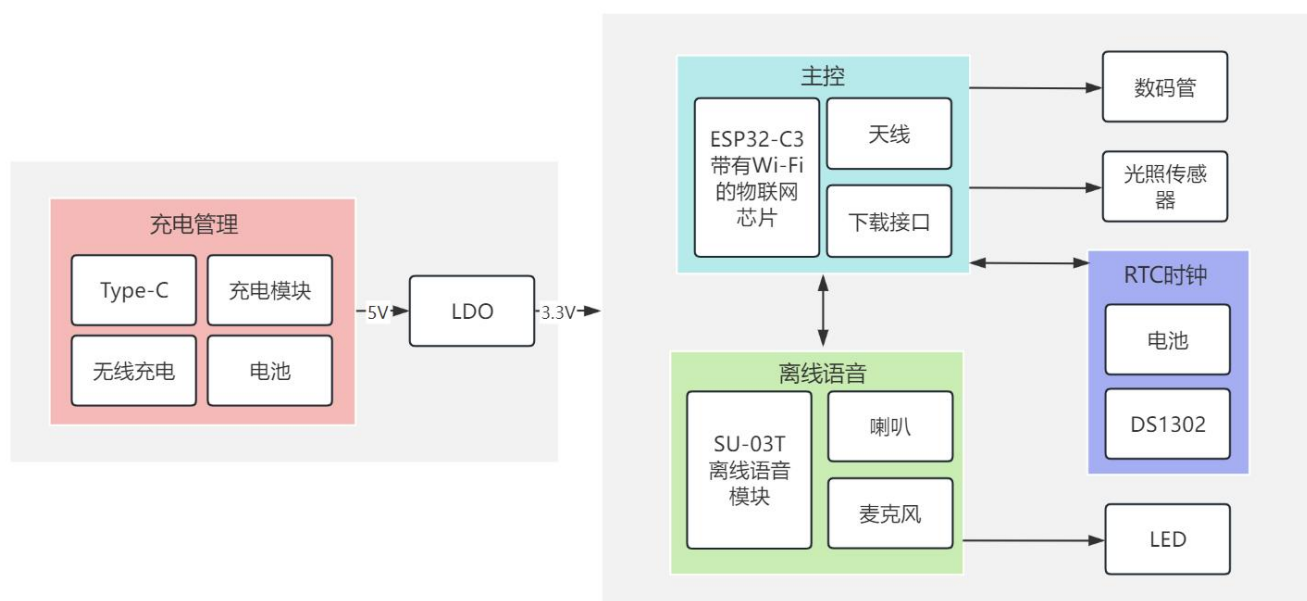 充电管理
Type-C
充电模块
无线充电
电池
5V
LDO
3.3V
主控
ESP32-C3
带有Wi-Fi
的物联网
芯片
天线
下载接口
离线语音
SU-03T
离线语音
模块
喇叭
麦克风
数码管
光照传感
器
RTC时钟
电池
DS1302
LED